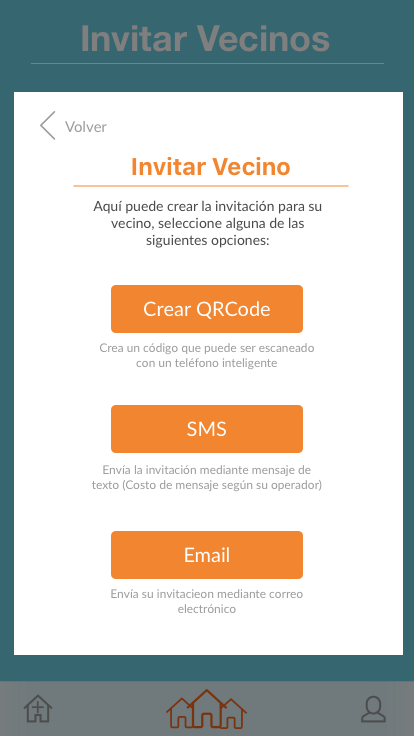 Invitar Vecinos
Volver
Invitar Vecino
Aquí puede crear la invitación para su
vecino, seleccione alguna de las
siguientes opciones:
Crear QRCode
Crea un código que puede ser escaneado
con un teléfono inteligente
SMS
Envía la invitación mediante mensaje de
texto (Costo de mensaje según su operador)
Email
Envía su invitacieon mediante correo
electrónico